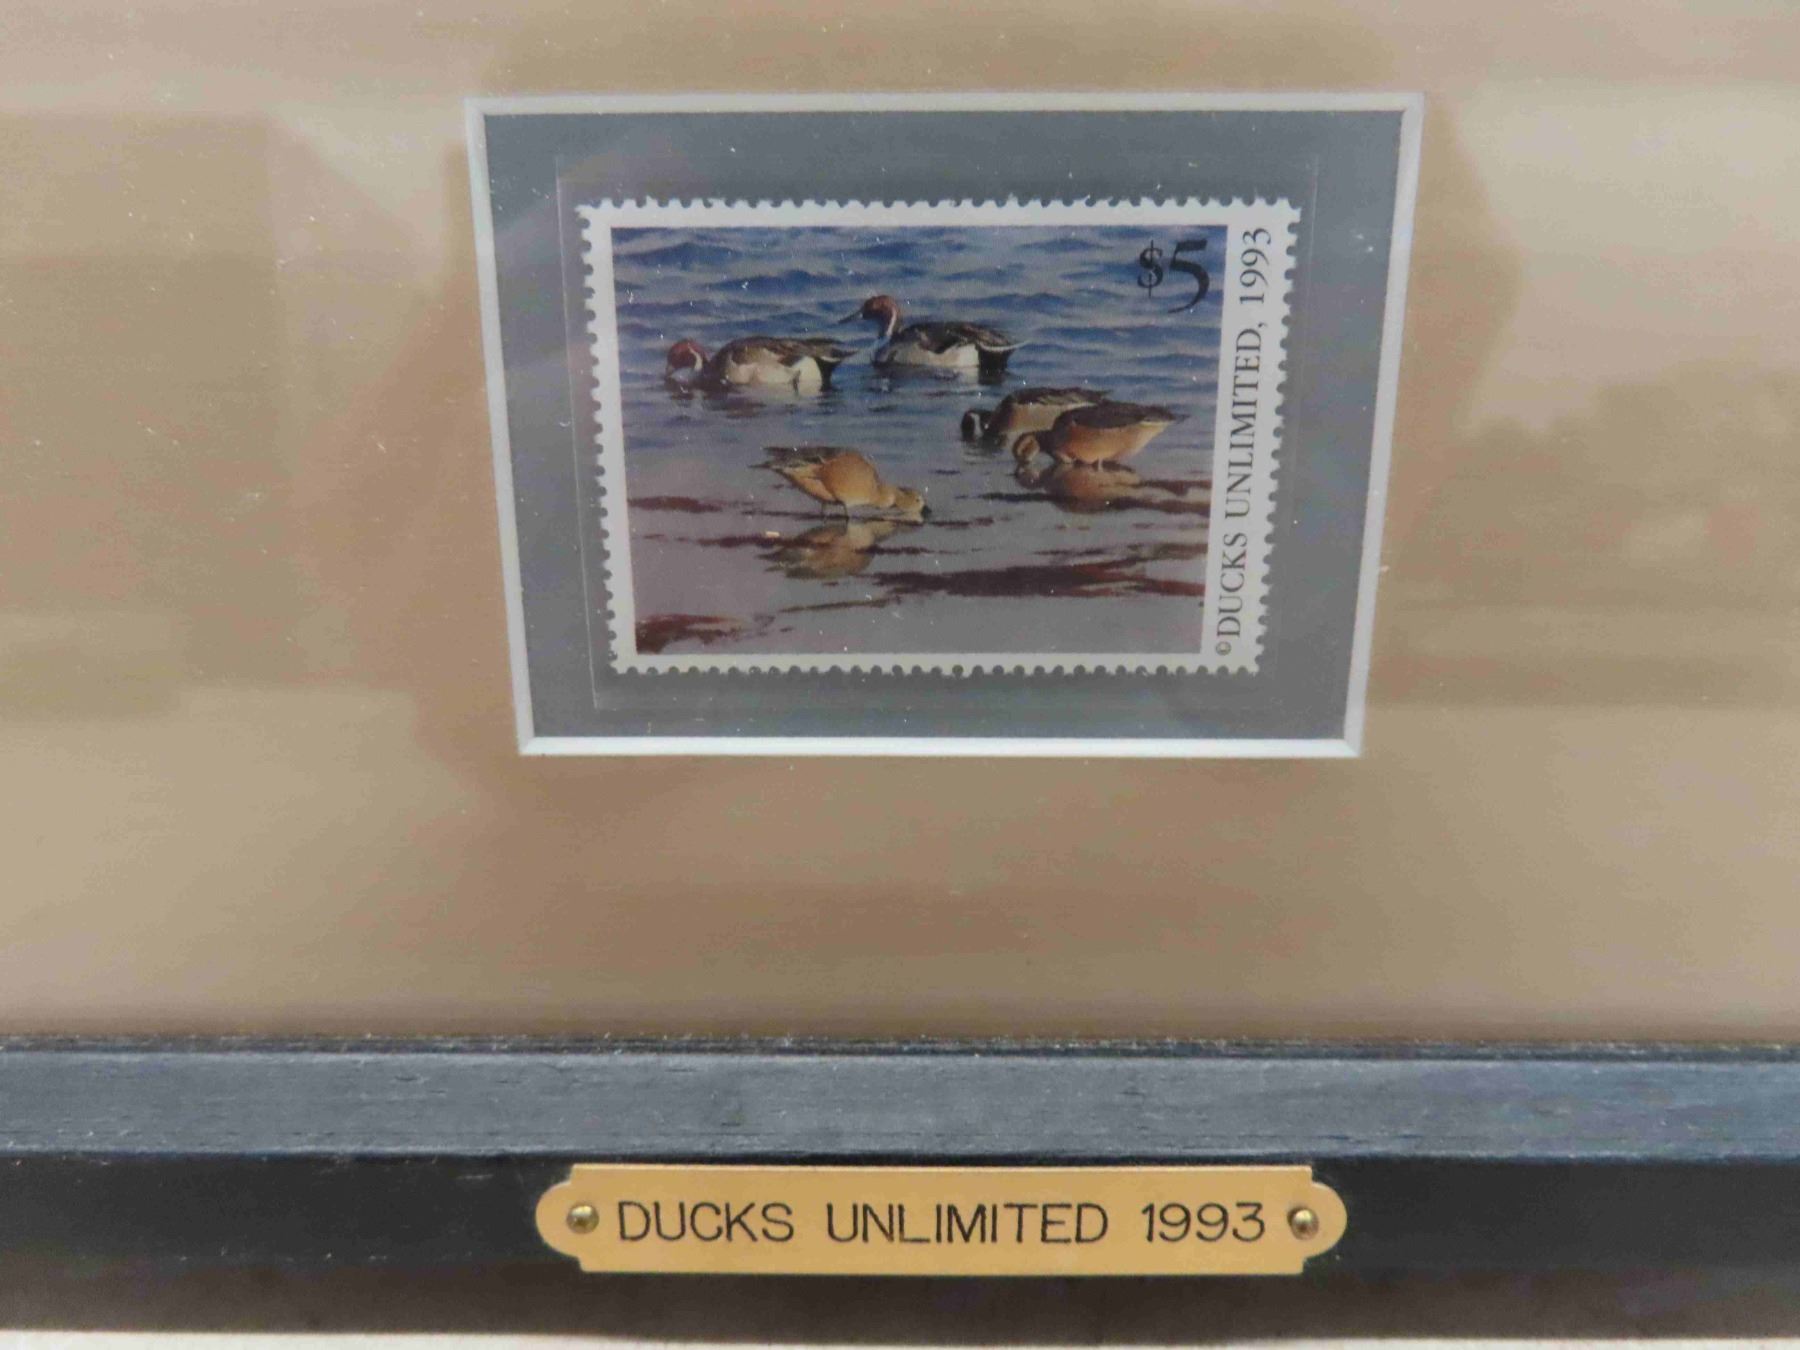 $5
©DUCKS UNLIMITED, 1993
DUCKS UNLIMITED 1993